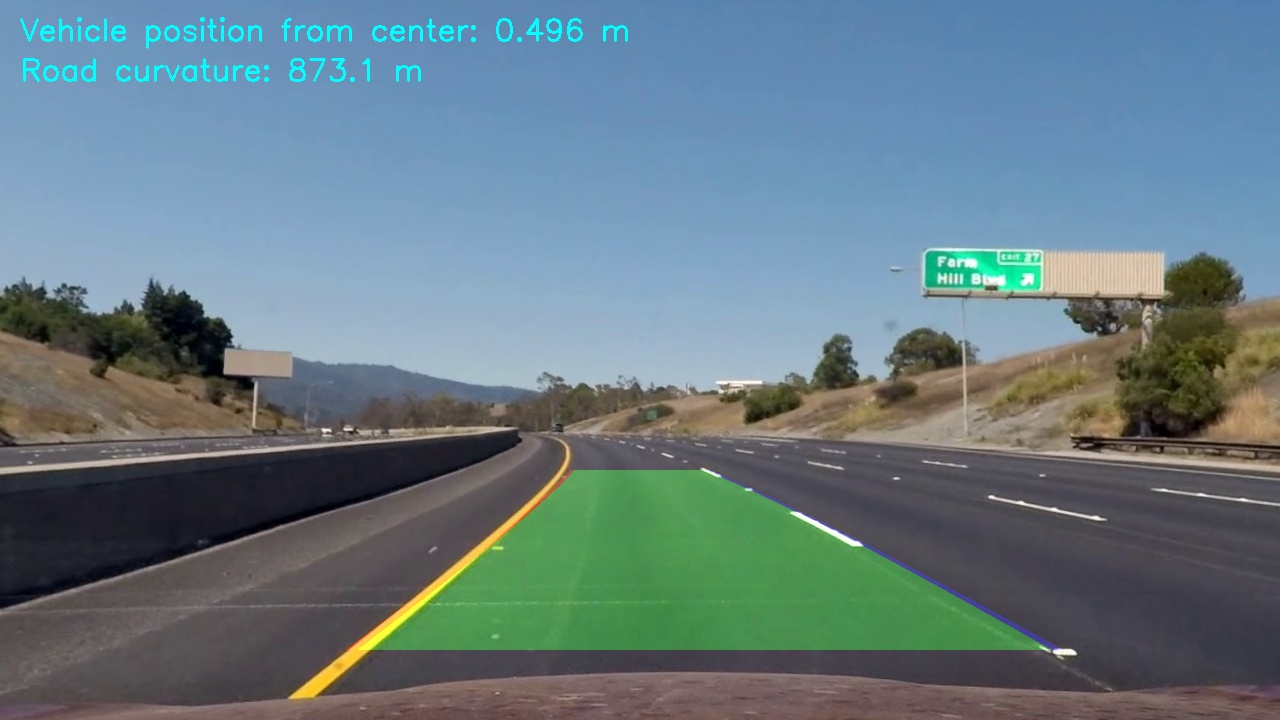 Vehicle position from center: 0.496 m
Road curvature: 873.1 m
EXIT 27
Farm
Hill Blvd